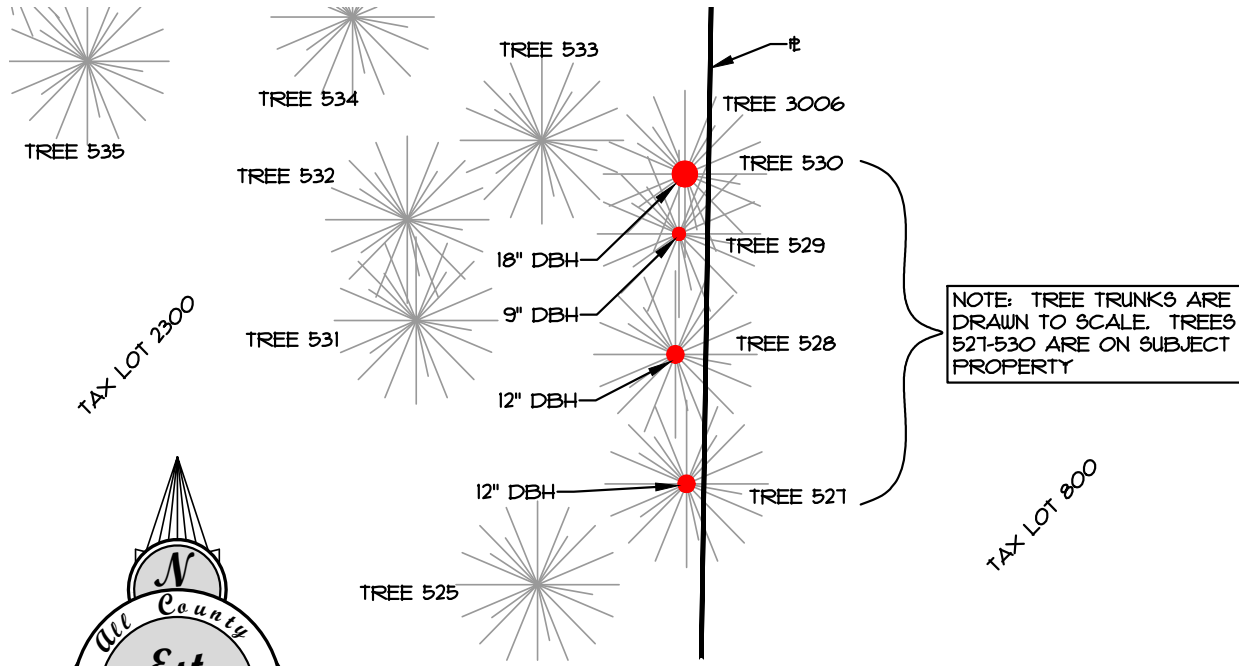 TREE 533
℄
TREE 534
TREE 3006
TREE 535
TREE 530
TREE 532
TREE 529
18" DBH
9" DBH
NOTE: TREE TRUNKS ARE
DRAWN TO SCALE. TREES
527-530 ARE ON SUBJECT
PROPERTY
TREE 531
TREE 528
TAX LOT 2300
12" DBH
12" DBH
TREE 527
TAX LOT 800
N
TREE 525
All County
Est